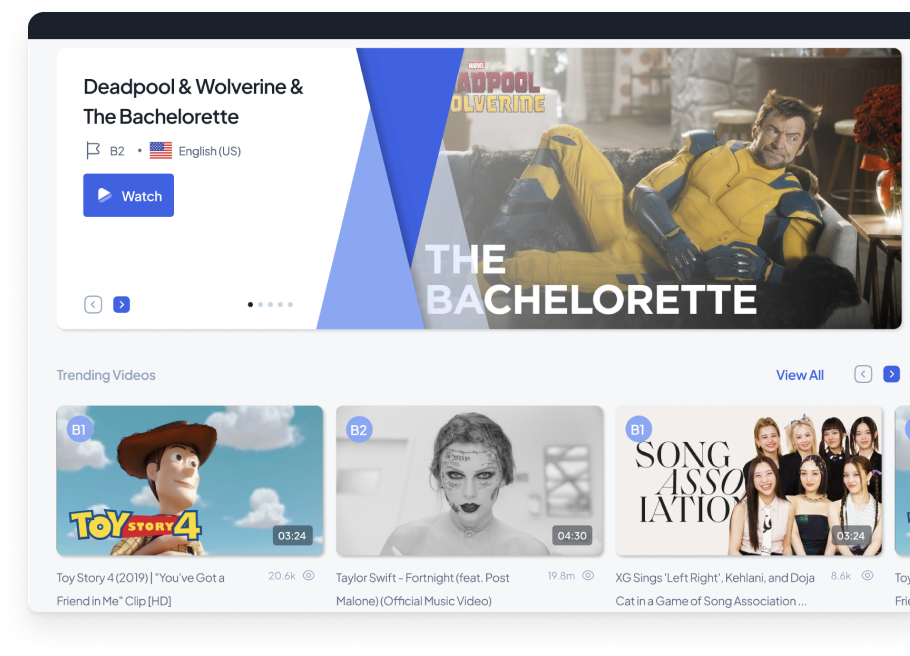 Deadpool & Wolverine &
The Bachelorette
B2 • English (US)
Watch
MARVEL STUDIOS
DEADPOOL
WOLVERINE
THE
BACHELORETTE
Trending Videos
View All
B1
TOY STORY 4
03:24
B2
04:30
B1
SONG
ASSO
IATION
03:24
Toy Story 4 (2019) | "You've Got a
Friend in Me" Clip [HD]
20.6k
Taylor Swift - Fortnight (feat. Post
Malone) (Official Music Video)
19.8m
XG Sings 'Left Right', Kehlani, and Doja
Cat in a Game of Song Association ...
8.6k
Toy
Frie